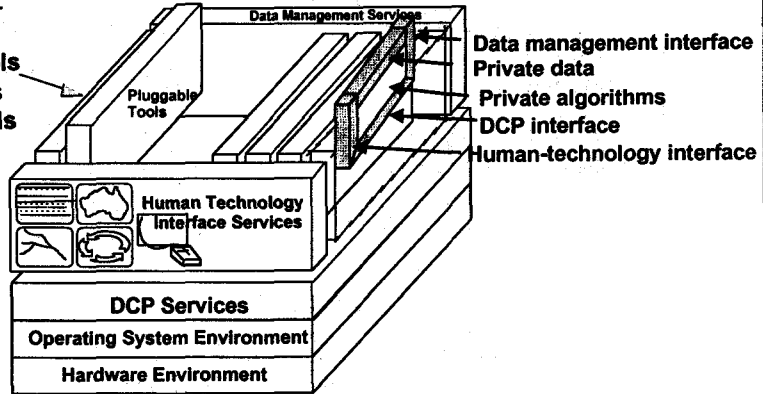 Data Management Services
Data management interface
Private data
Private algorithms
DCP interface
Human-technology interface
Pluggable
Tools
Human Technology
Interface Services
DCP Services
Operating System Environment
Hardware Environment